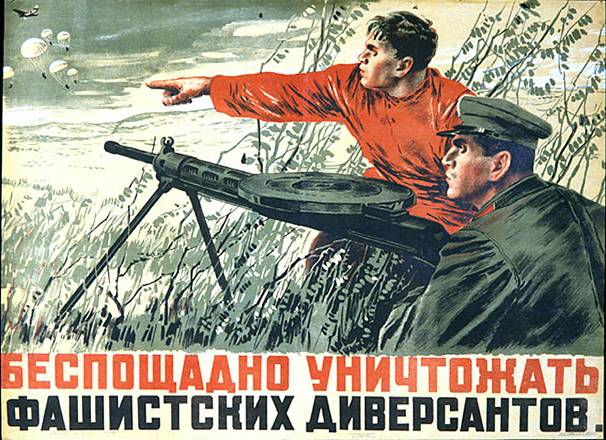 БЕСПОЩАДНО УНИЧТОЖАТЬ
ФАШИСТСКИХ ДИВЕРСАНТОВ.